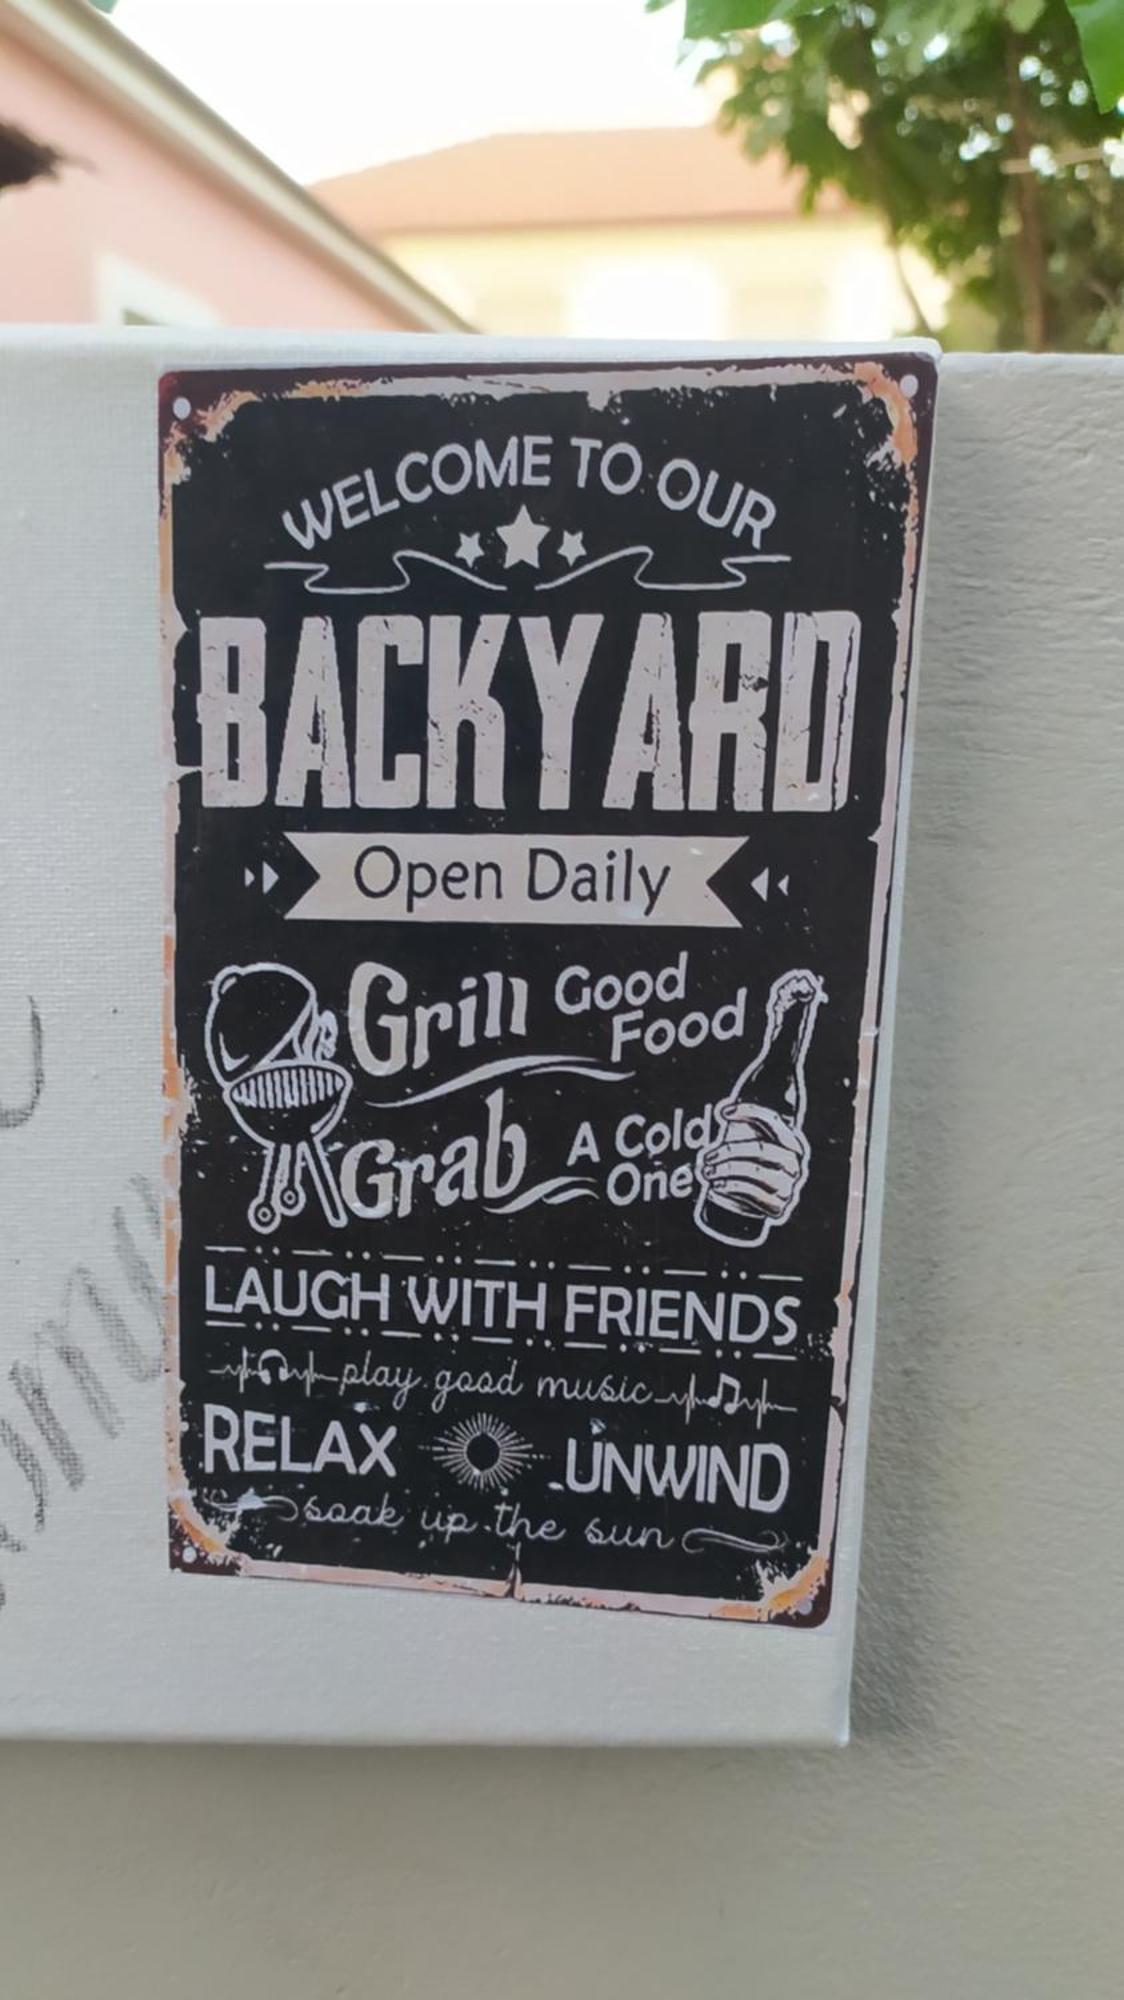 WELCOME TO OUR
BACKYARD
Open Daily
Grill Good
Food
Grab A Cold
One
LAUGH WITH FRIENDS
play good music
RELAX UNWIND
soak up the sun